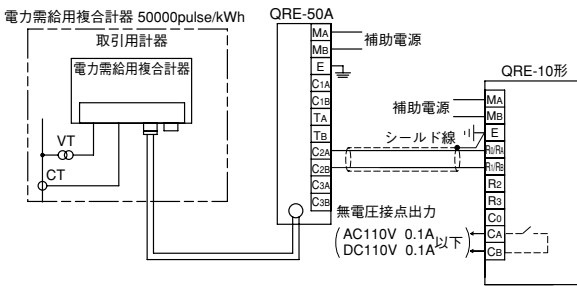 電力需給用複合計器 50000pulse/kWh
取引用計器
電力需給用複合計器
VT
CT
QRE-50A
MA
MB
E
C1A
C1B
TA
TB
C2A
C2B
C3A
C3B
補助電源
シールド線
無電圧接点出力
(AC110V 0.1A
DC110V 0.1A)以下
QRE-10形
補助電源
MA
MB
E
R0/RA
R1/RB
R2
R3
C0
CA
CB